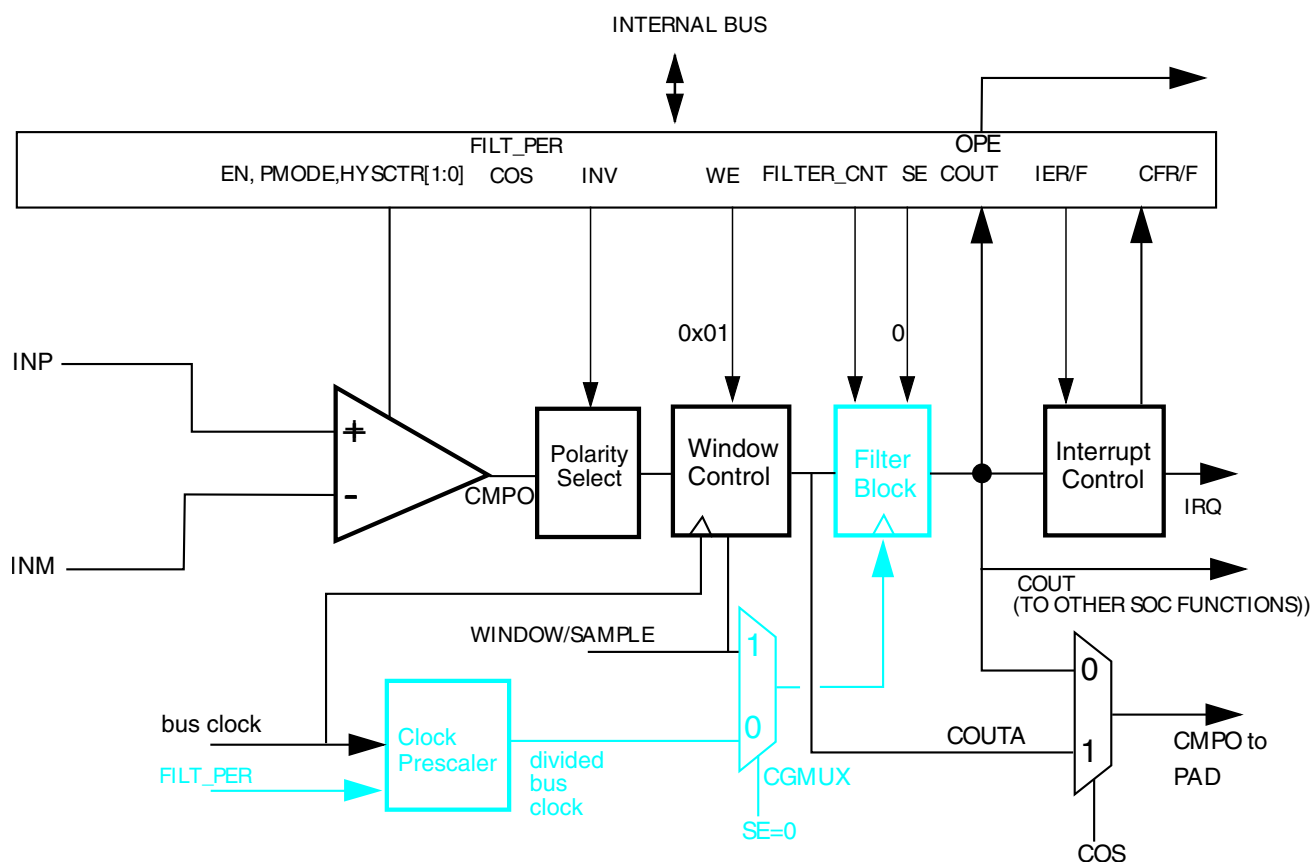 INTERNAL BUS
FILT_PER
OPE
EN, PMODE,HYSCTR[1:0]
COS
INV
WE
FILTER_CNT
SE
COUT
IER/F
CFR/F
0x01
0
INP
+
-
INM
CMPO
Polarity
Select
Window
Control
Filter
Block
Interrupt
Control
IRQ
COUT
(TO OTHER SOC FUNCTIONS))
WINDOW/SAMPLE
1
0
0
1
bus clock
FILT_PER
Clock
Prescaler
divided
bus
clock
CGMUX
SE=0
COUTA
CMPO to
PAD
COS